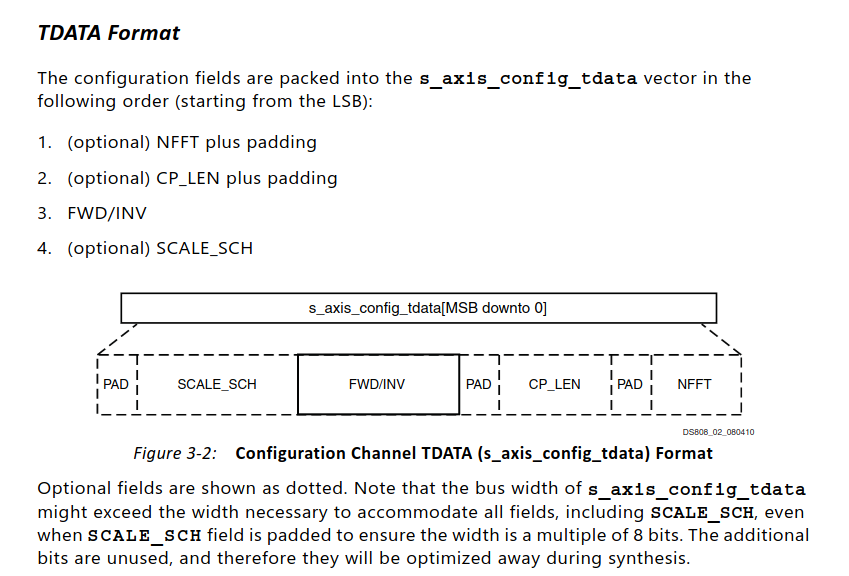 TDATA Format
The configuration fields are packed into the s_axis_config_tdata vector in the
following order (starting from the LSB):
1. (optional) NFFT plus padding
2. (optional) CP_LEN plus padding
3. FWD/INV
4. (optional) SCALE_SCH
s_axis_config_tdata[MSB downto 0]
PAD SCALE_SCH FWD/INV PAD CP_LEN PAD NFFT
DS808_02_080410
Figure 3-2: Configuration Channel TDATA (s_axis_config_tdata) Format
Optional fields are shown as dotted. Note that the bus width of s_axis_config_tdata
might exceed the width necessary to accommodate all fields, including SCALE_SCH, even
when SCALE_SCH field is padded to ensure the width is a multiple of 8 bits. The additional
bits are unused, and therefore they will be optimized away during synthesis.